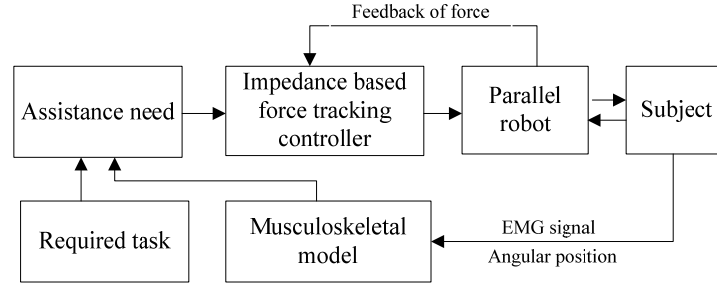 Feedback of force
Assistance need
Impedance based
force tracking
controller
Parallel
robot
Subject
Required task
Musculoskeletal
model
EMG signal
Angular position